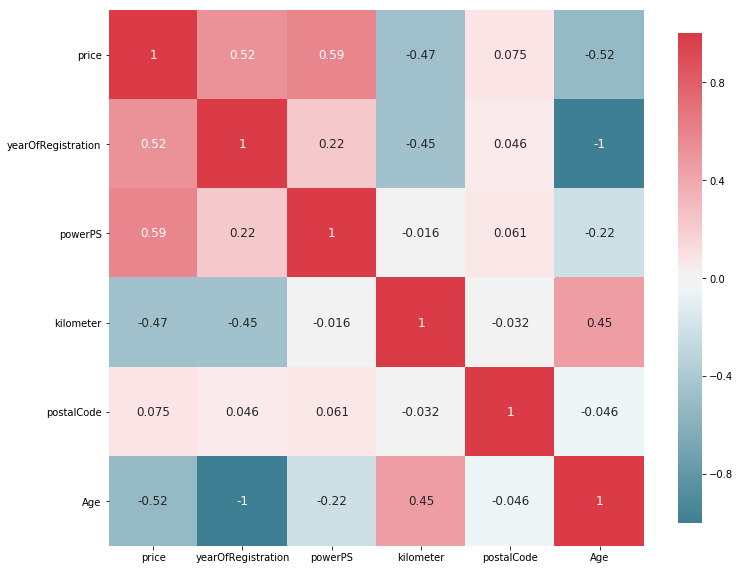 price 1 0.52 0.59 -0.47 0.075 -0.52
yearOfRegistration 0.52 1 0.22 -0.45 0.046 -1
powerPS 0.59 0.22 1 -0.016 0.061 -0.22
kilometer -0.47 -0.45 -0.016 1 -0.032 0.45
postalCode 0.075 0.046 0.061 -0.032 1 -0.046
Age -0.52 -1 -0.22 0.45 -0.046 1
price yearOfRegistration powerPS kilometer postalCode Age
0.8
0.4
0.0
−0.4
−0.8